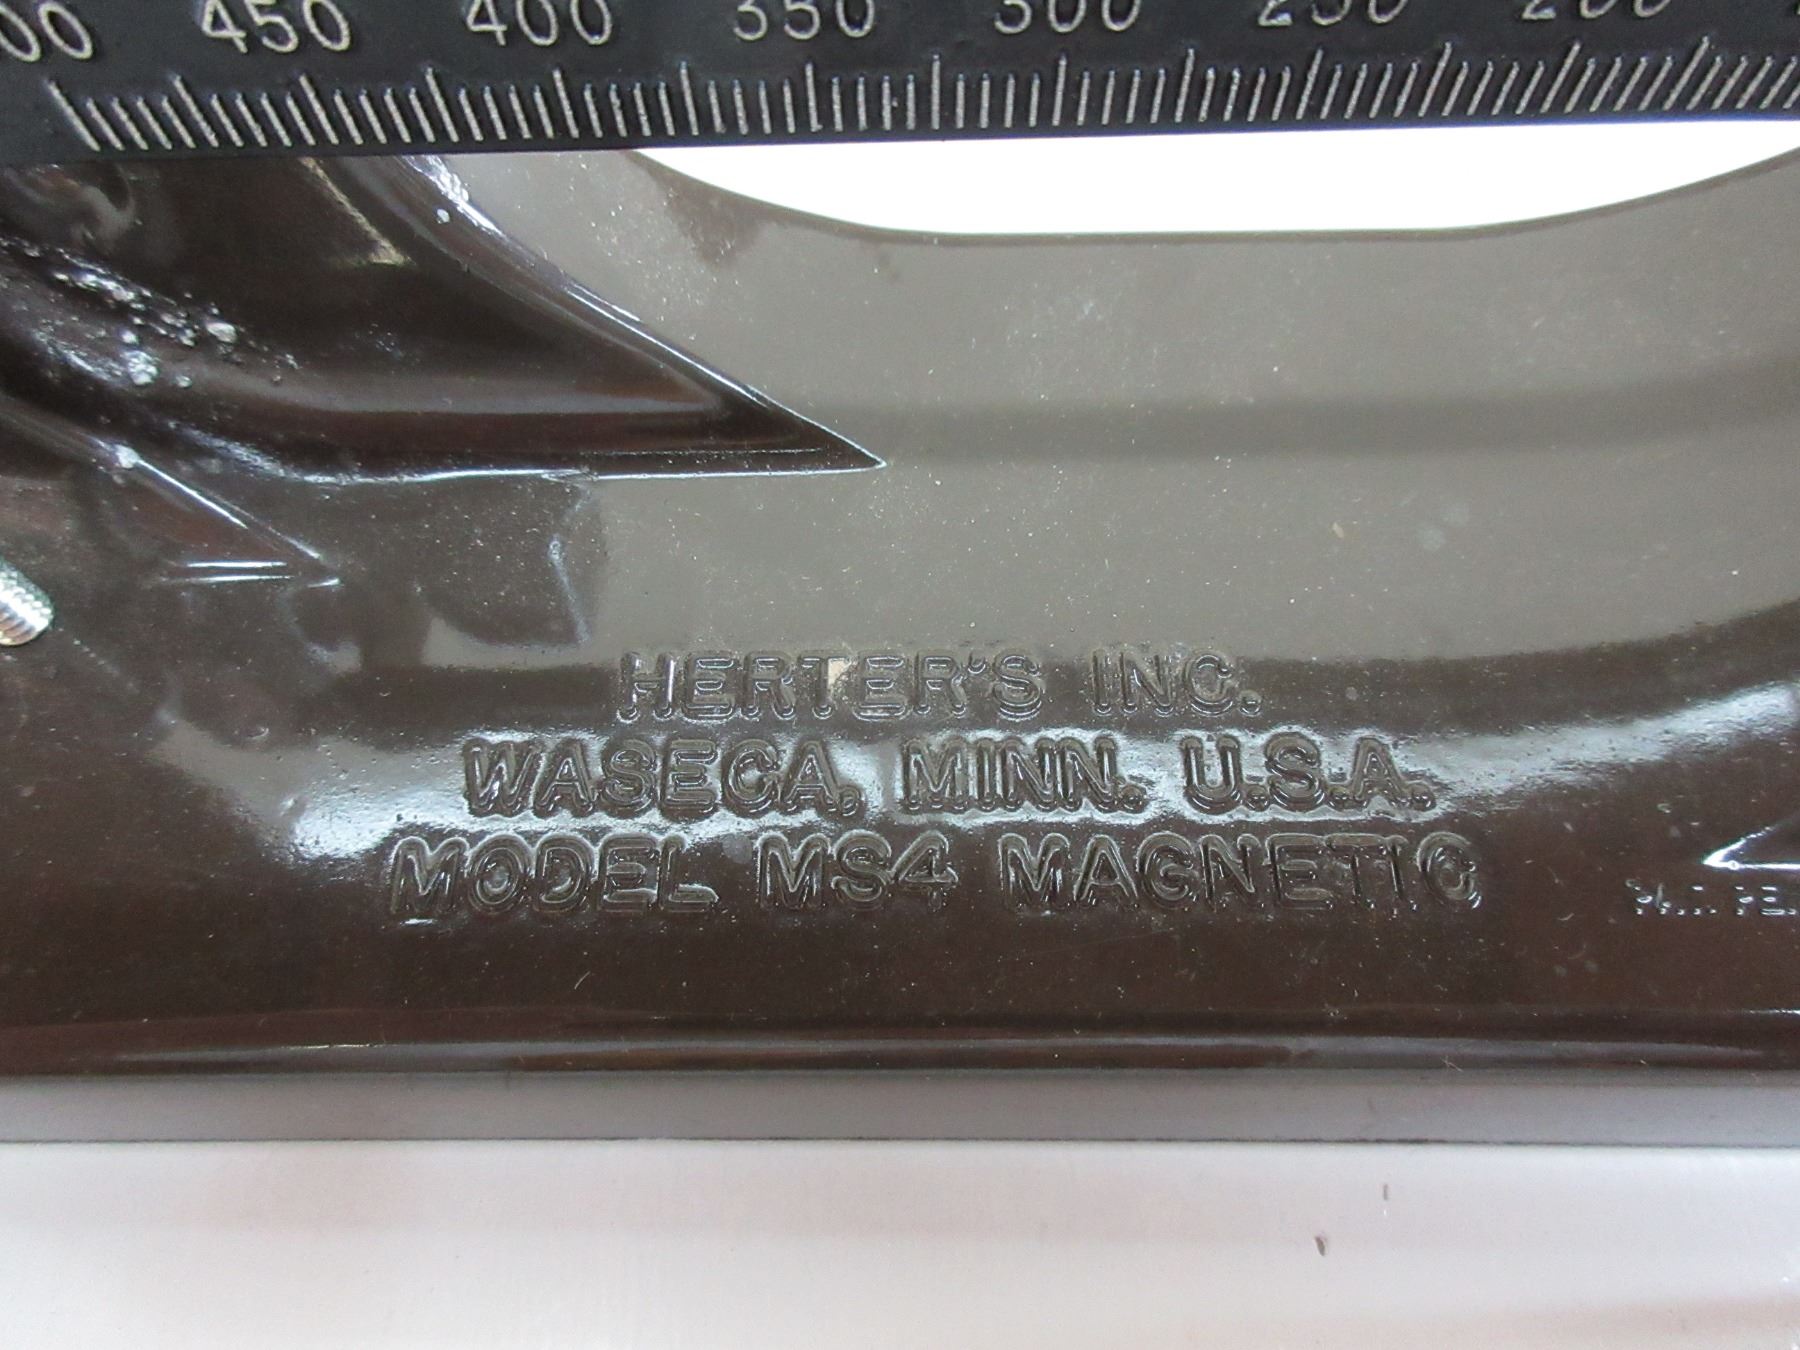 450 400 350 300 250 200
HERTER'S INC.
WASECA, MINN. U.S.A.
MODEL MS4 MAGNETIC